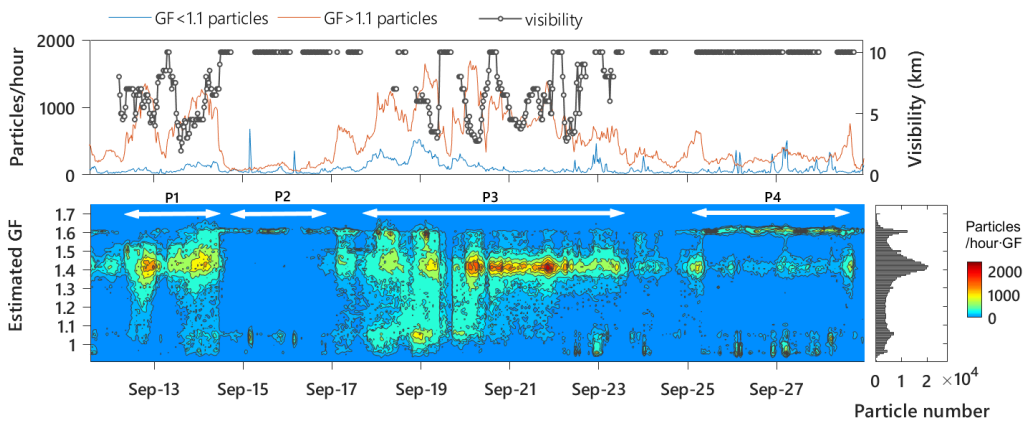 GF<1.1 particles GF>1.1 particles visibility
Particles/hour
2000
1000
0
10
5
0
Visibility (km)
P1 P2 P3 P4
Estimated GF
1.7
1.6
1.5
1.4
1.3
1.2
1.1
1
Particles
/hour·GF
2400
1000
0
Sep-13 Sep-15 Sep-17 Sep-19 Sep-21 Sep-23 Sep-25 Sep-27
0 1 2 ×10⁴
Particle number